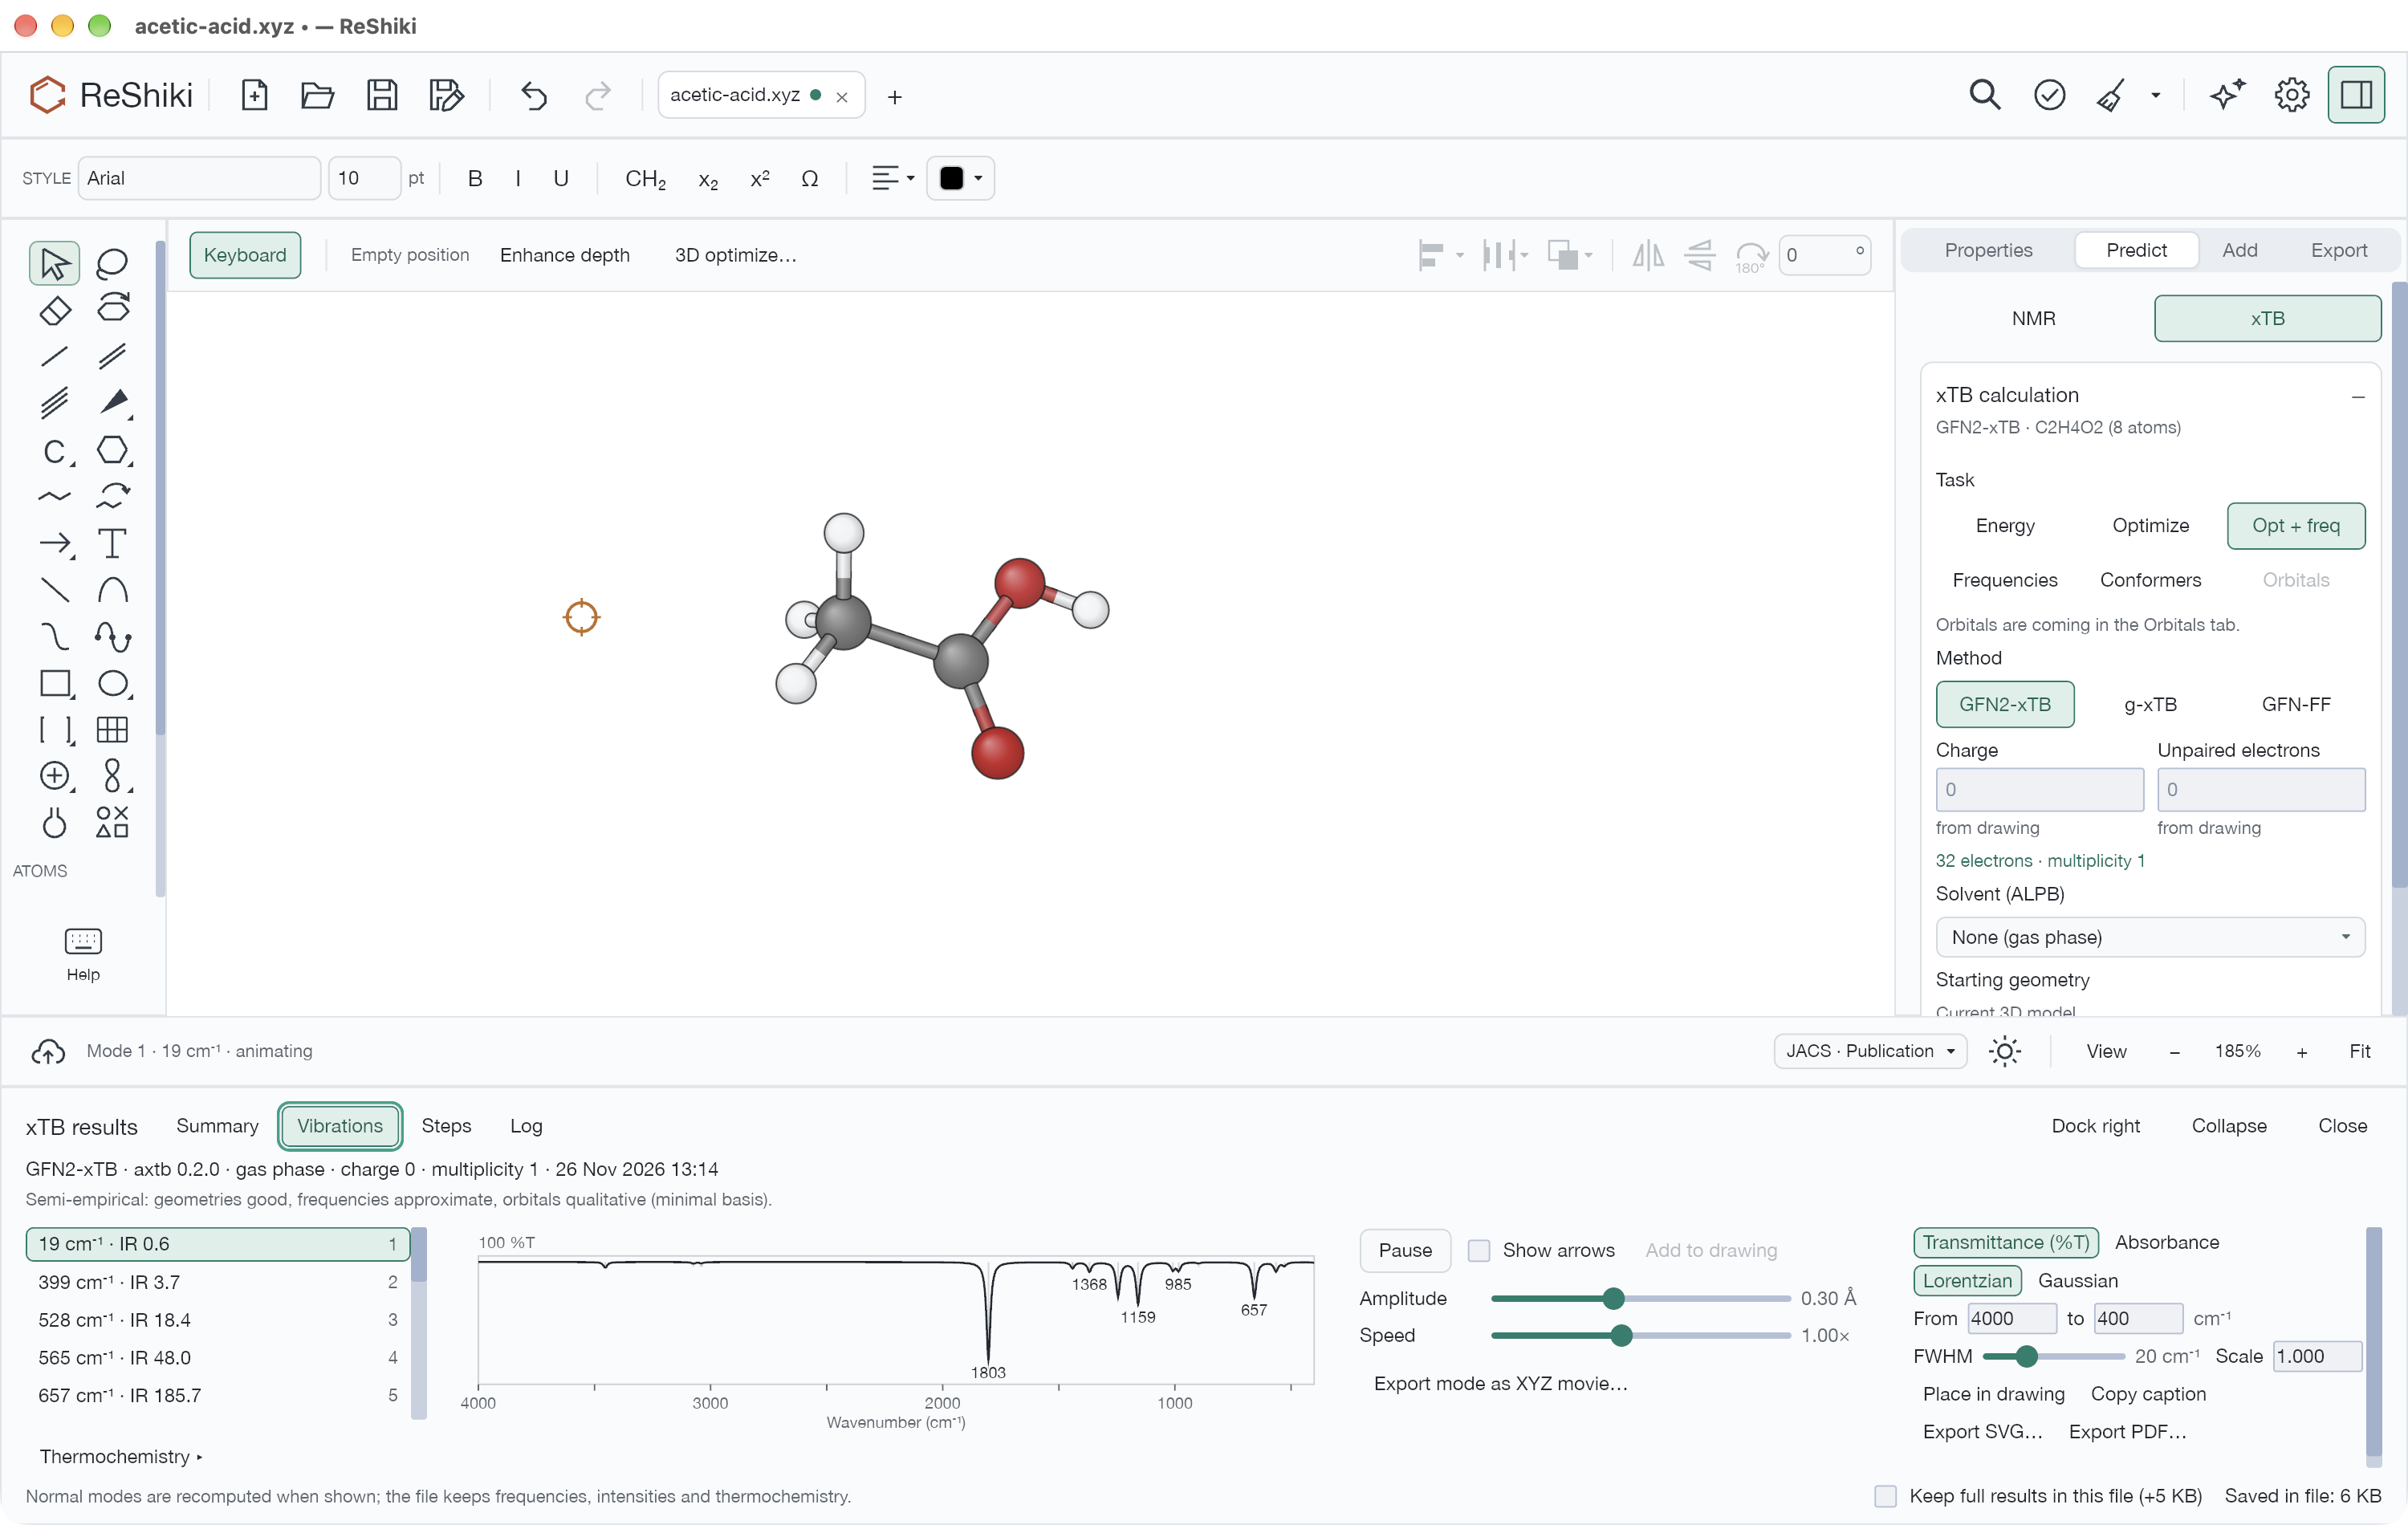 acetic-acid.xyz • — ReShiki
ReShiki
acetic-acid.xyz
STYLE Arial 10 pt B I U CH₂ x₂ x² Ω
Keyboard Empty position Enhance depth 3D optimize... 180° 0 °
Properties Predict Add Export
NMR xTB
xTB calculation
GFN2-xTB · C2H4O2 (8 atoms)
Task
Energy Optimize Opt + freq
Frequencies Conformers Orbitals
Orbitals are coming in the Orbitals tab.
Method
GFN2-xTB g-xTB GFN-FF
Charge Unpaired electrons
0 0
from drawing from drawing
32 electrons · multiplicity 1
Solvent (ALPB)
None (gas phase)
Starting geometry
Current 3D model
C
T
ATOMS
Help
Mode 1 · 19 cm⁻¹ · animating
JACS · Publication View – 185% + Fit
xTB results Summary Vibrations Steps Log Dock right Collapse Close
GFN2-xTB · axtb 0.2.0 · gas phase · charge 0 · multiplicity 1 · 26 Nov 2026 13:14
Semi-empirical: geometries good, frequencies approximate, orbitals qualitative (minimal basis).
19 cm⁻¹ · IR 0.6 1
399 cm⁻¹ · IR 3.7 2
528 cm⁻¹ · IR 18.4 3
565 cm⁻¹ · IR 48.0 4
657 cm⁻¹ · IR 185.7 5
Thermochemistry
100 %T
1368 985
1159 657
1803
4000 3000 2000 1000
Wavenumber (cm⁻¹)
Pause Show arrows Add to drawing
Amplitude 0.30 Å
Speed 1.00×
Export mode as XYZ movie...
Transmittance (%T) Absorbance
Lorentzian Gaussian
From 4000 to 400 cm⁻¹
FWHM 20 cm⁻¹ Scale 1.000
Place in drawing Copy caption
Export SVG... Export PDF...
Normal modes are recomputed when shown; the file keeps frequencies, intensities and thermochemistry.
Keep full results in this file (+5 KB) Saved in file: 6 KB